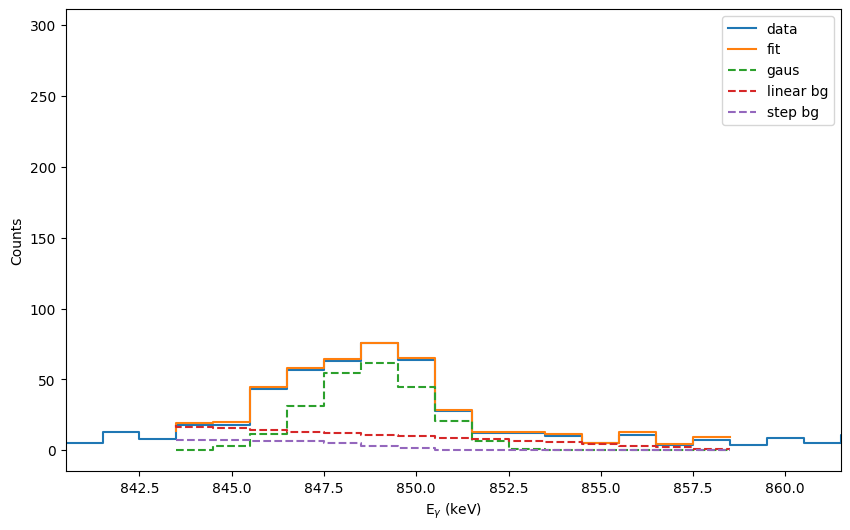 300
250
200
150
100
50
0
Counts
842.5 845.0 847.5 850.0 852.5 855.0 857.5 860.0
Eγ (keV)
data
fit
gaus
linear bg
step bg